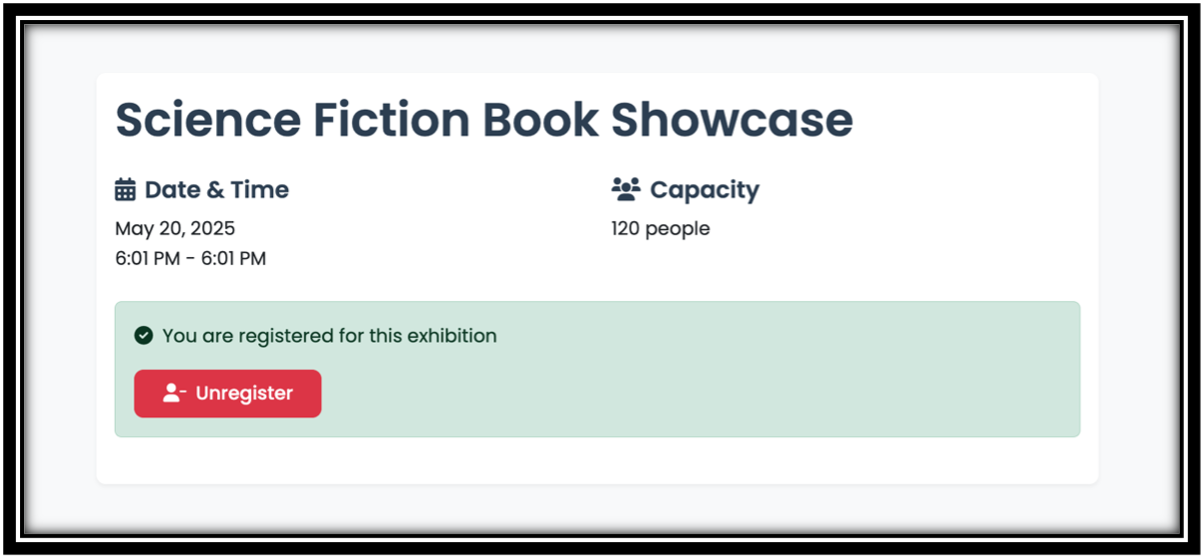 Science Fiction Book Showcase
Date & Time
May 20, 2025
6:01 PM - 6:01 PM
Capacity
120 people
You are registered for this exhibition
Unregister